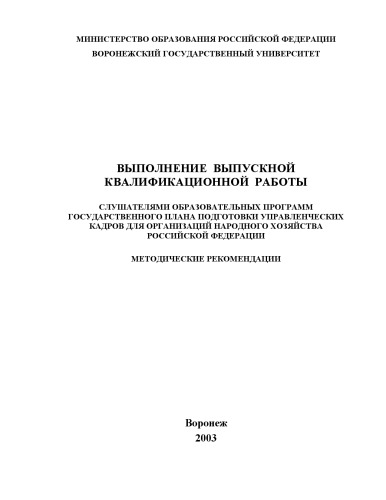 МИНИСТЕРСТВО ОБРАЗОВАНИЯ РОССИЙСКОЙ ФЕДЕРАЦИИ
ВОРОНЕЖСКИЙ ГОСУДАРСТВЕННЫЙ УНИВЕРСИТЕТ
ВЫПОЛНЕНИЕ ВЫПУСКНОЙ
КВАЛИФИКАЦИОННОЙ РАБОТЫ
СЛУШАТЕЛЯМИ ОБРАЗОВАТЕЛЬНЫХ ПРОГРАММ
ГОСУДАРСТВЕННОГО ПЛАНА ПОДГОТОВКИ УПРАВЛЕНЧЕСКИХ
КАДРОВ ДЛЯ ОРГАНИЗАЦИЙ НАРОДНОГО ХОЗЯЙСТВА
РОССИЙСКОЙ ФЕДЕРАЦИИ
МЕТОДИЧЕСКИЕ РЕКОМЕНДАЦИИ
Воронеж
2003